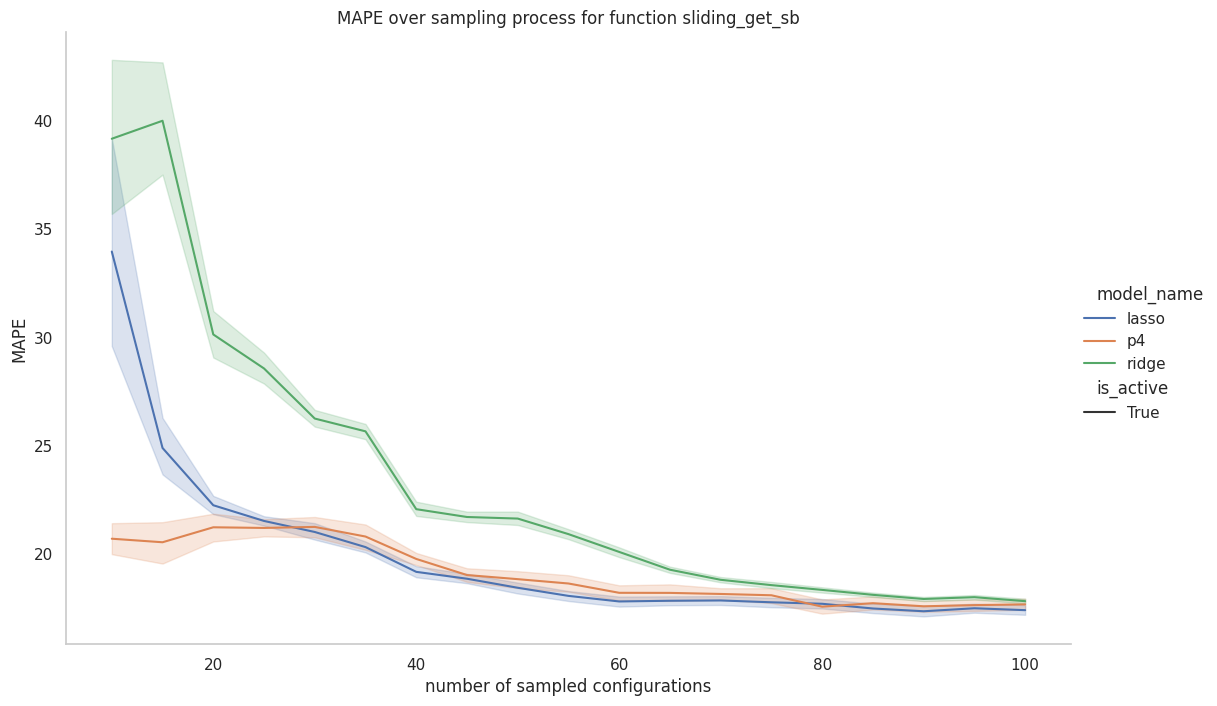 MAPE over sampling process for function sliding_get_sb
MAPE
40
35
30
25
20
20
40
60
80
100
number of sampled configurations
model_name
lasso
p4
ridge
is_active
True